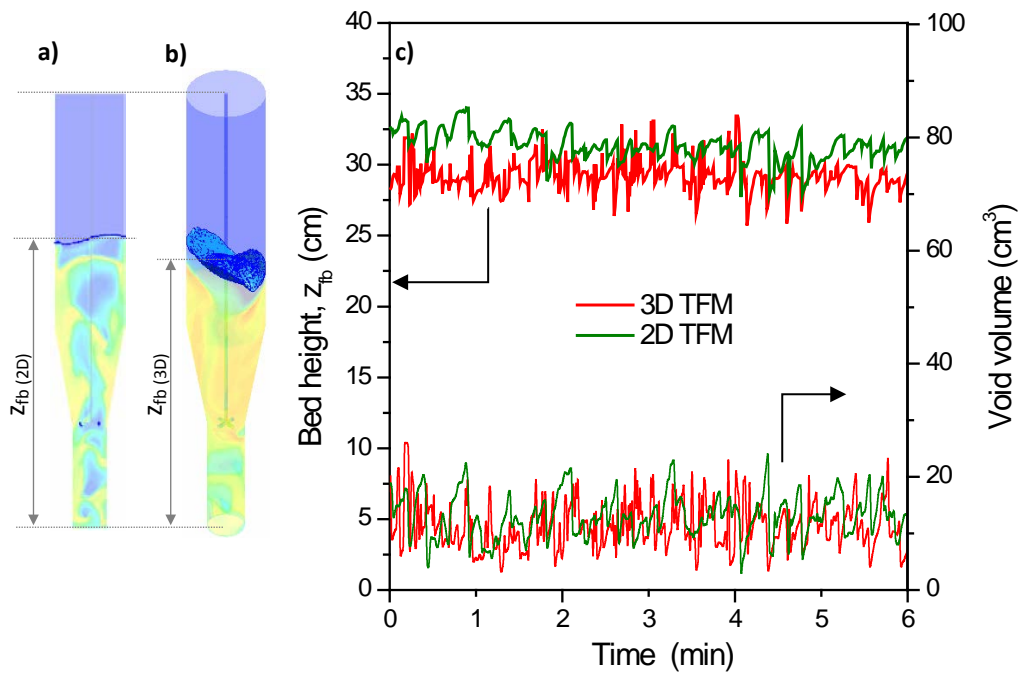 a)
b)
c)
Z_fb (2D)
Z_fb (3D)
Bed height, z_fb (cm)
40
35
30
25
20
15
10
5
0
3D TFM
2D TFM
100
80
60
40
20
0
Void volume (cm³)
0 1 2 3 4 5 6
Time (min)